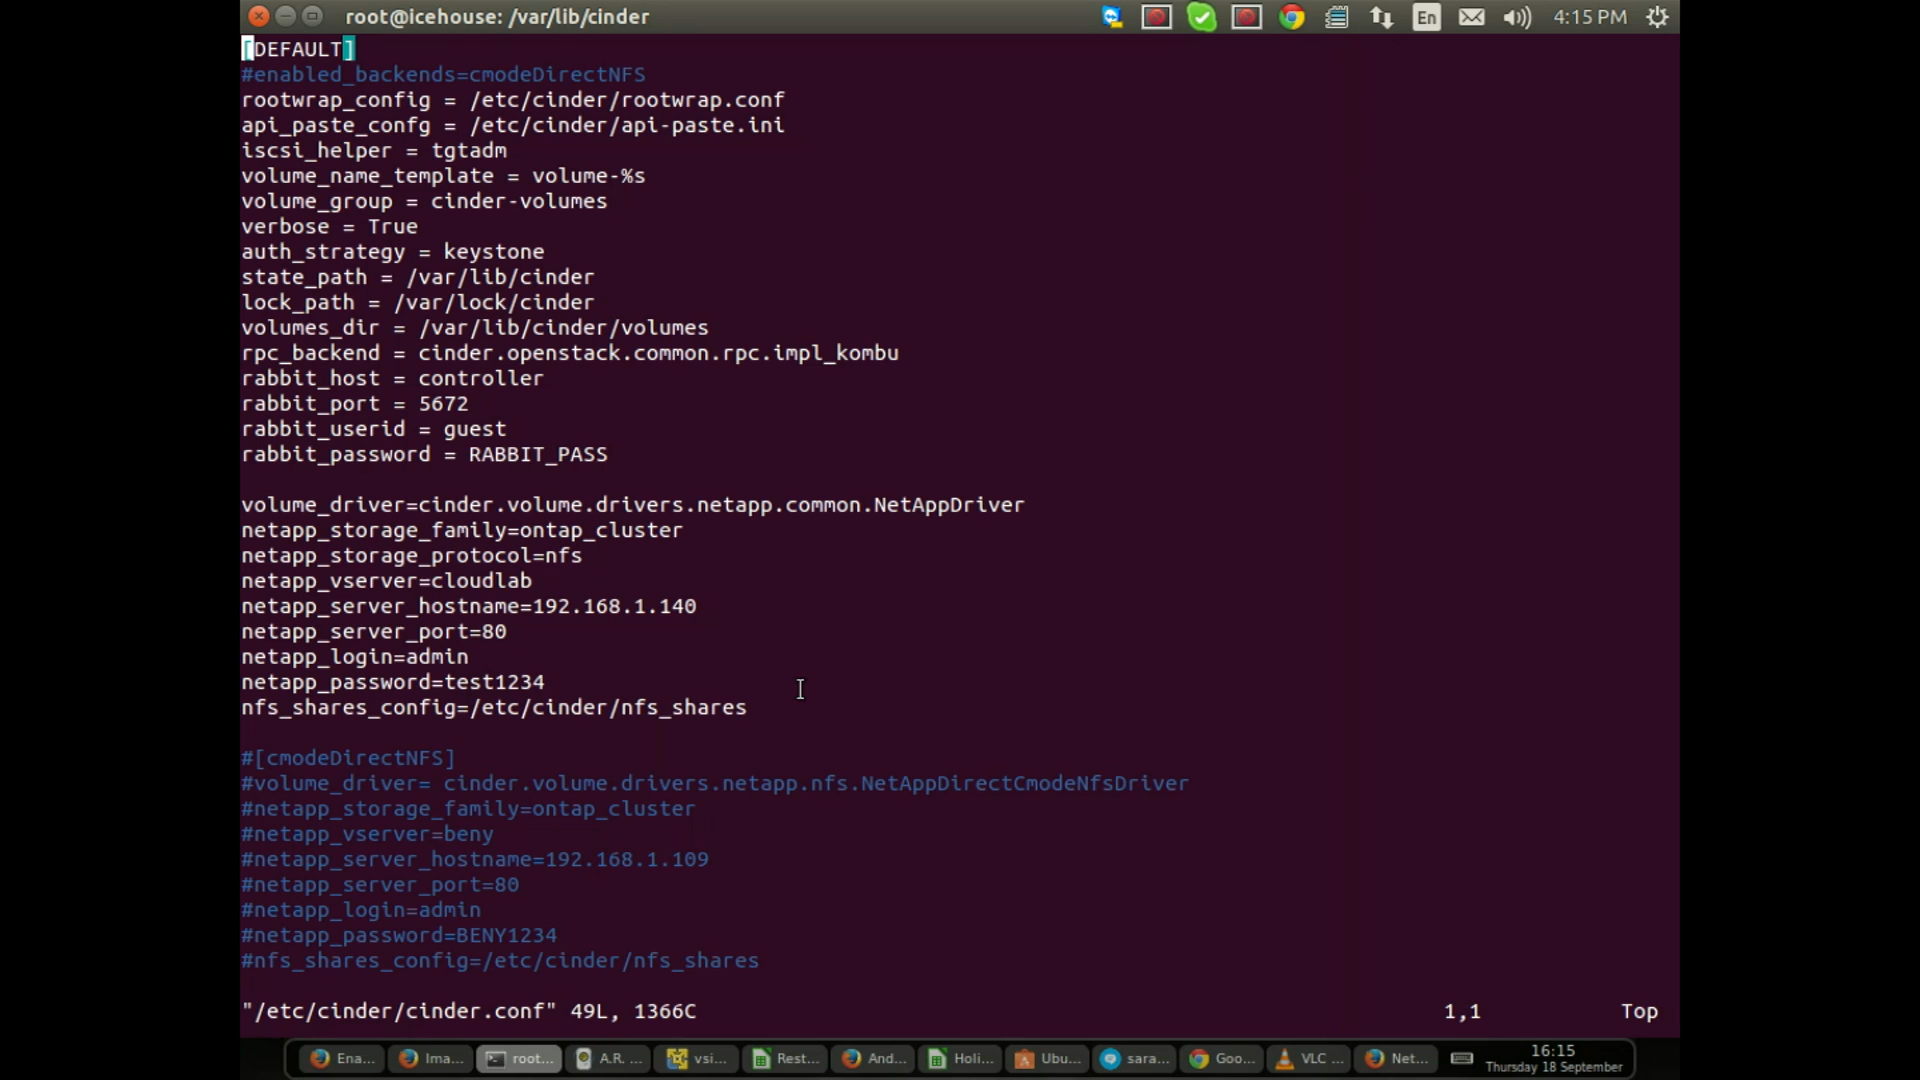 root@icehouse: /var/lib/cinder
En
4:15 PM
[DEFAULT]
#enabled_backends=cmodeDirectNFS
rootwrap_config = /etc/cinder/rootwrap.conf
api_paste_confg = /etc/cinder/api-paste.ini
iscsi_helper = tgtadm
volume_name_template = volume-%s
volume_group = cinder-volumes
verbose = True
auth_strategy = keystone
state_path = /var/lib/cinder
lock_path = /var/lock/cinder
volumes_dir = /var/lib/cinder/volumes
rpc_backend = cinder.openstack.common.rpc.impl_kombu
rabbit_host = controller
rabbit_port = 5672
rabbit_userid = guest
rabbit_password = RABBIT_PASS
volume_driver=cinder.volume.drivers.netapp.common.NetAppDriver
netapp_storage_family=ontap_cluster
netapp_storage_protocol=nfs
netapp_vserver=cloudlab
netapp_server_hostname=192.168.1.140
netapp_server_port=80
netapp_login=admin
netapp_password=test1234
nfs_shares_config=/etc/cinder/nfs_shares
#[cmodeDirectNFS]
#volume_driver= cinder.volume.drivers.netapp.nfs.NetAppDirectCmodeNfsDriver
#netapp_storage_family=ontap_cluster
#netapp_vserver=beny
#netapp_server_hostname=192.168.1.109
#netapp_server_port=80
#netapp_login=admin
#netapp_password=BENY1234
#nfs_shares_config=/etc/cinder/nfs_shares
"/etc/cinder/cinder.conf" 49L, 1366C 1,1 Top
Ena... Ima... root... A.R. ... vsi... Rest... And... Holi... Ubu... sara... Goo... VLC ... Net...
16:15
Thursday 18 September